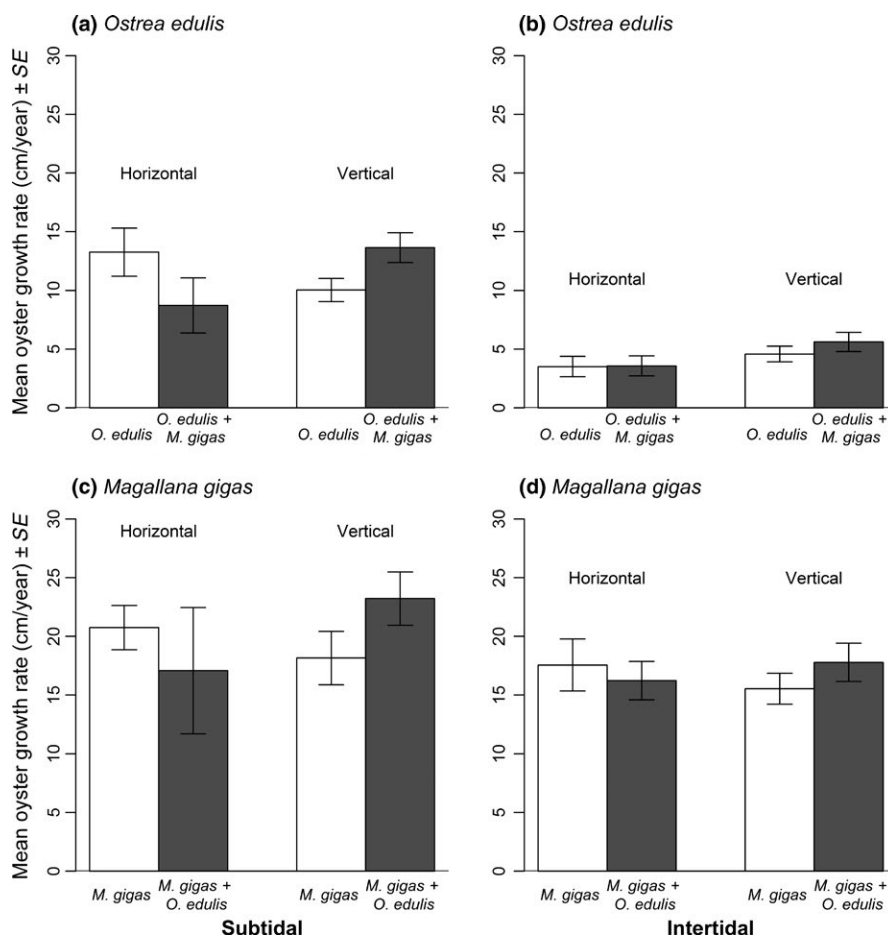 (a) Ostrea edulis
Mean oyster growth rate (cm/year) ± SE
30
25
20
15
10
5
0
Horizontal
Vertical
O. edulis
O. edulis +
M. gigas
O. edulis
O. edulis +
M. gigas
(b) Ostrea edulis
30
25
20
15
10
5
0
Horizontal
Vertical
O. edulis
O. edulis +
M. gigas
O. edulis
O. edulis +
M. gigas
(c) Magallana gigas
Mean oyster growth rate (cm/year) ± SE
30
25
20
15
10
5
0
Horizontal
Vertical
M. gigas
M. gigas +
O. edulis
M. gigas
M. gigas +
O. edulis
Subtidal
(d) Magallana gigas
30
25
20
15
10
5
0
Horizontal
Vertical
M. gigas
M. gigas +
O. edulis
M. gigas
M. gigas +
O. edulis
Intertidal